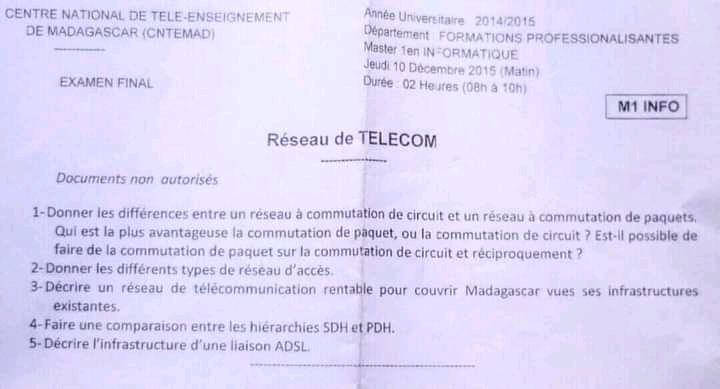 CENTRE NATIONAL DE TELE-ENSEIGNEMENT
DE MADAGASCAR (CNTEMAD)
EXAMEN FINAL
Année Universitaire 2014/2015
Département : FORMATIONS PROFESSIONALISANTES
Master 1en INFORMATIQUE
Jeudi 10 Décembre 2015 (Matin)
Durée : 02 Heures (08h à 10h)
M1 INFO
Réseau de TELECOM
Documents non autorisés
1- Donner les différences entre un réseau à commutation de circuit et un réseau à commutation de paquets.
Qui est la plus avantageuse la commutation de paquet, ou la commutation de circuit ? Est-il possible de
faire de la commutation de paquet sur la commutation de circuit et réciproquement ?
2- Donner les différents types de réseau d'accès.
3- Décrire un réseau de télécommunication rentable pour couvrir Madagascar vues ses infrastructures
existantes.
4- Faire une comparaison entre les hiérarchies SDH et PDH.
5- Décrire l'infrastructure d'une liaison ADSL.